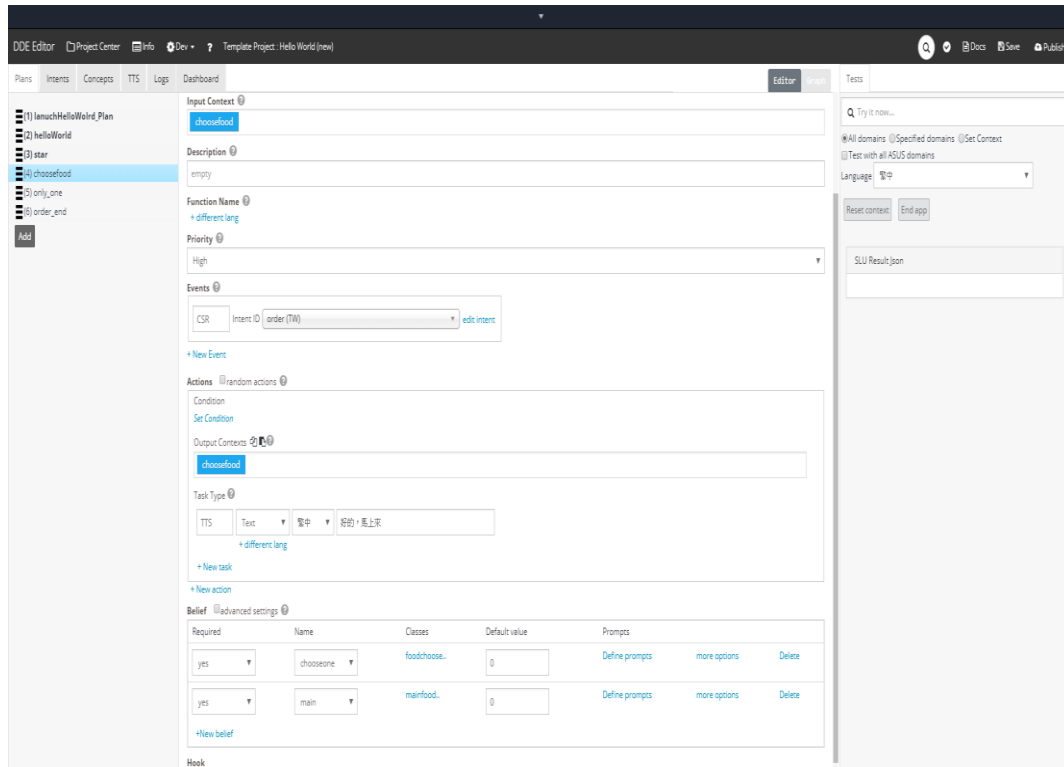 DDE Editor Project Center Info Dev ? Template Project : Hello World (new) Docs Save Publish
Plans Intents Concepts TTS Logs Dashboard Editor Graph Tests
(1) lanuchHelloWolrd_Plan
(2) helloWorld
(3) star
(4) choosefood
(5) only_one
(6) order_end
Add
Input Context
choosefood
Description
empty
Function Name
+ different lang
Priority
High
Events
CSR Intent ID order (TW) edit intent
+ New Event
Actions random actions
Condition
Set Condition
Output Contexts
choosefood
Task Type
TTS Text 繁中 好的,馬上來
+ different lang
+ New task
+ New action
Belief advanced settings
Required Name Classes Default value Prompts
yes chooseone foodchoose.. 0 Define prompts more options Delete
yes main mainfood.. 0 Define prompts more options Delete
+New belief
Hook
Try it now...
All domains Specified domains Set Context
Test with all ASUS domains
Language 繁中
Reset context End app
SLU Result Json